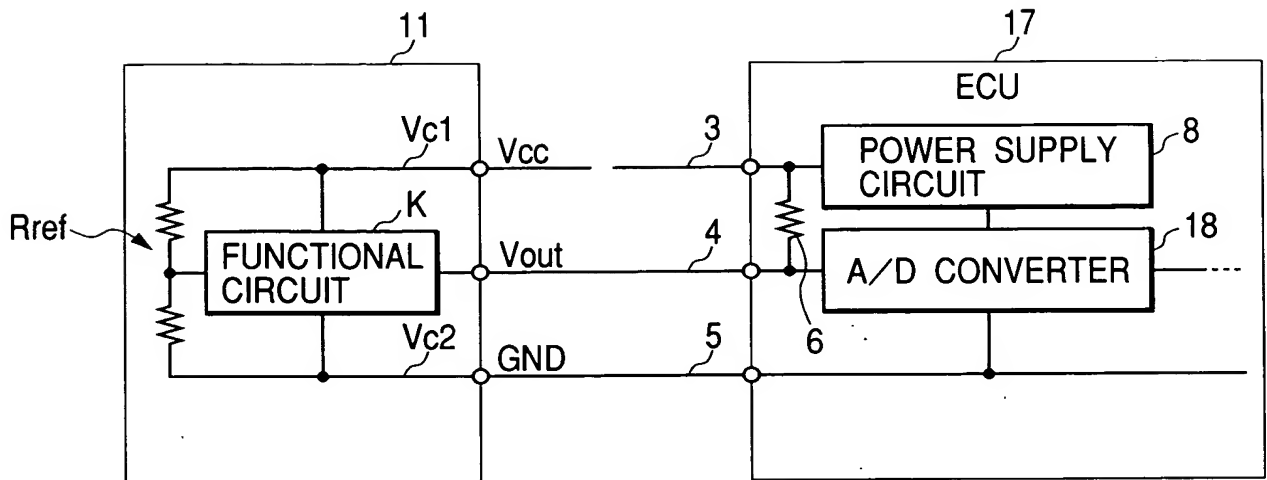 11
17
ECU
Vc1
Vcc
3
POWER SUPPLY
CIRCUIT
8
Rref
K
FUNCTIONAL
CIRCUIT
Vout
4
A/D CONVERTER
18
6
Vc2
GND
5